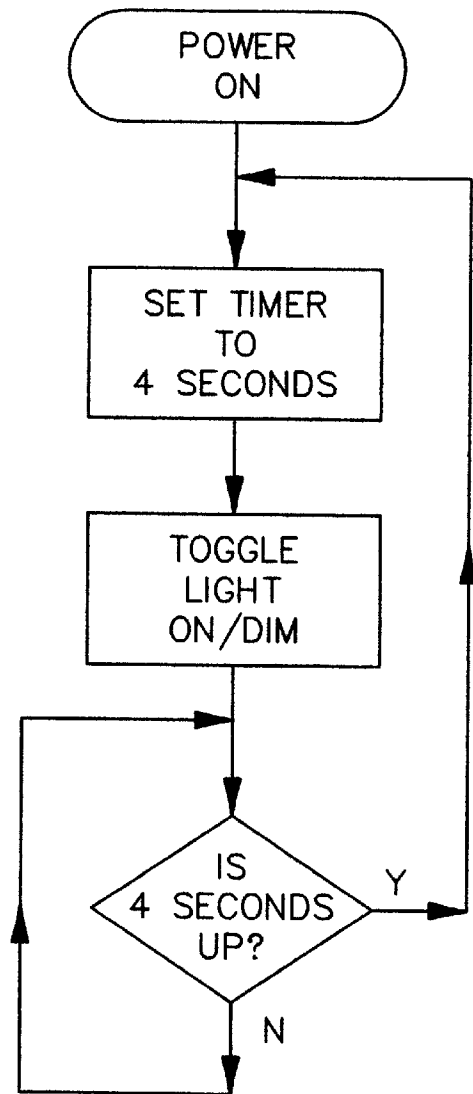 POWER
ON
SET TIMER
TO
4 SECONDS
TOGGLE
LIGHT
ON/DIM
IS
4 SECONDS
UP?
Y
N